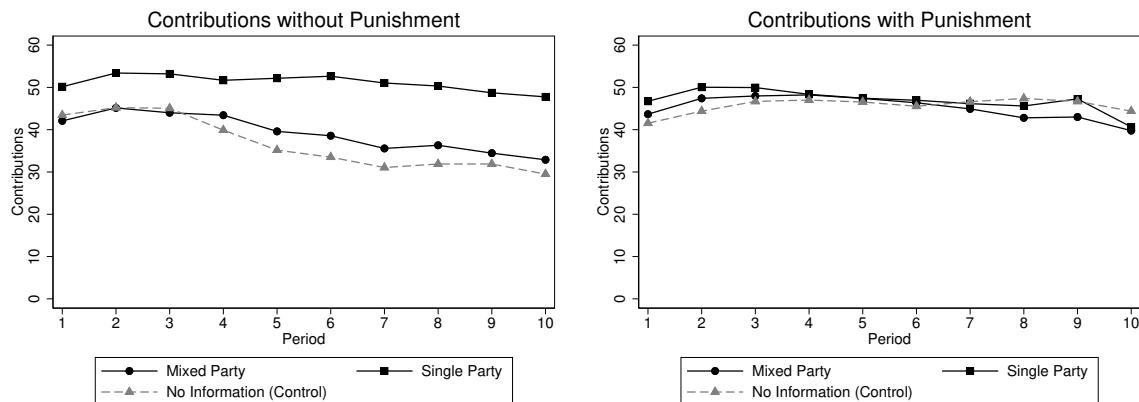 Contributions without Punishment
Contributions
60
50
40
30
20
10
0
1 2 3 4 5 6 7 8 9 10
Period
Mixed Party Single Party
No Information (Control)
Contributions with Punishment
Contributions
60
50
40
30
20
10
0
1 2 3 4 5 6 7 8 9 10
Period
Mixed Party Single Party
No Information (Control)